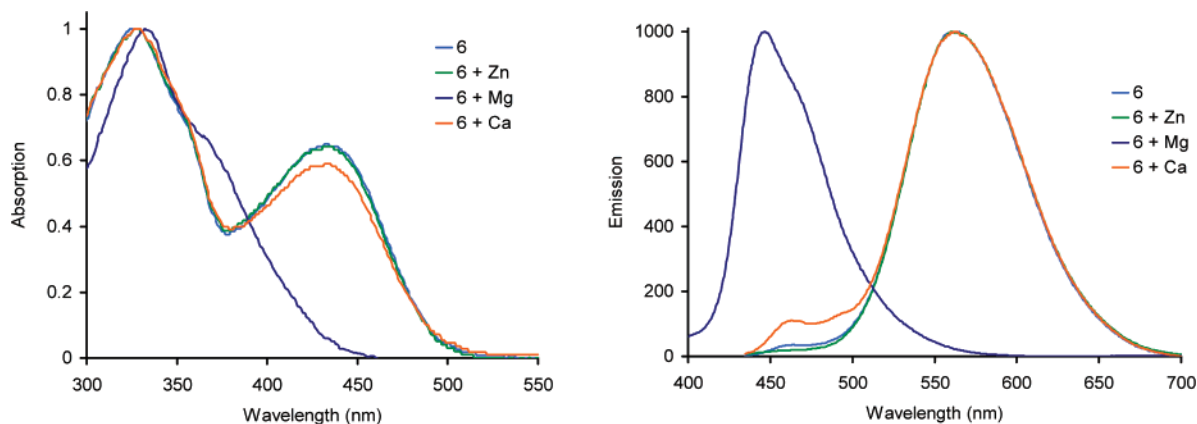 1
0.8
0.6
0.4
0.2
0
Absorption
300 350 400 450 500 550
Wavelength (nm)
6
6 + Zn
6 + Mg
6 + Ca
1000
800
600
400
200
0
Emission
400 450 500 550 600 650 700
Wavelength (nm)
6
6 + Zn
6 + Mg
6 + Ca